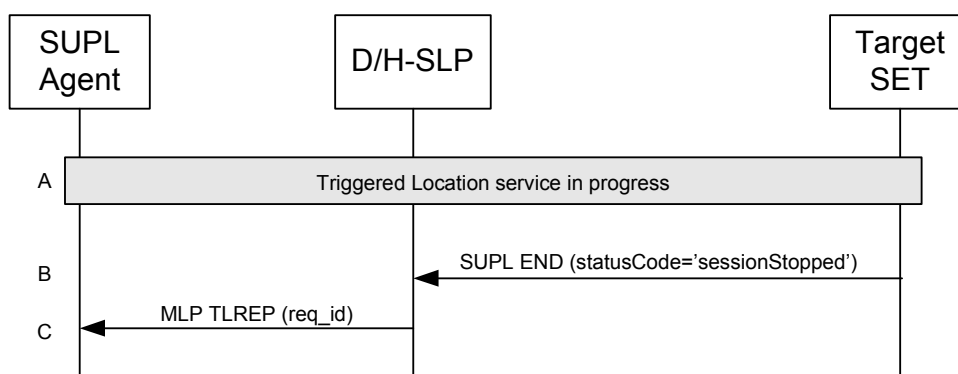 SUPL
Agent
D/H-SLP
Target
SET
A
Triggered Location service in progress
B
SUPL END (statusCode=’sessionStopped’)
C
MLP TLREP (req_id)